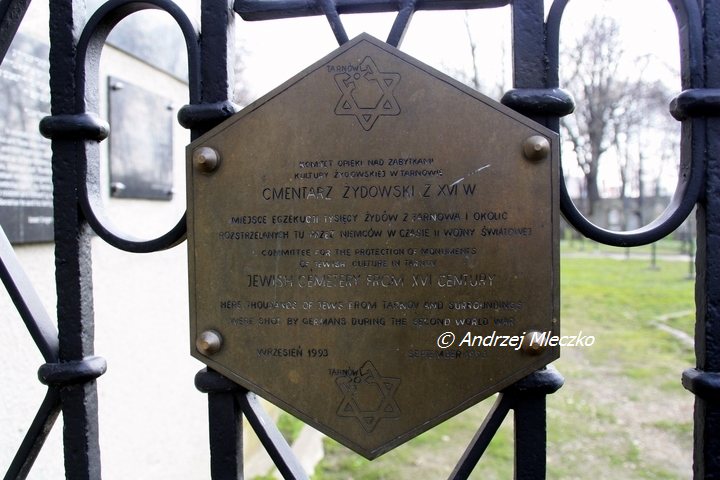 TARNÓW
KOMITET OPIEKI NAD ZABYTKAMI
KULTURY ŻYDOWSKIEJ W TARNOWIE
CMENTARZ ŻYDOWSKI Z XVI W
MIEJSCE EGZEKUCJI TYSIĘCY ŻYDÓW Z TARNOWA I OKOLIC
ROZSTRZELANYCH TU PRZEZ NIEMCÓW W CZASIE II WOJNY ŚWIATOWEJ
COMMITTEE FOR THE PROTECTION OF MONUMENTS
OF JEWISH CULTURE IN TARNOV
JEWISH CEMETERY FROM XVI CENTURY
HERE THOUSANDS OF JEWS FROM TARNOV AND SURROUNDINGS
WERE SHOT BY GERMANS DURING THE SECOND WORLD WAR
WRZESIEŃ 1993 SEPTEMBER 1993
TARNÓW
© Andrzej Mleczko